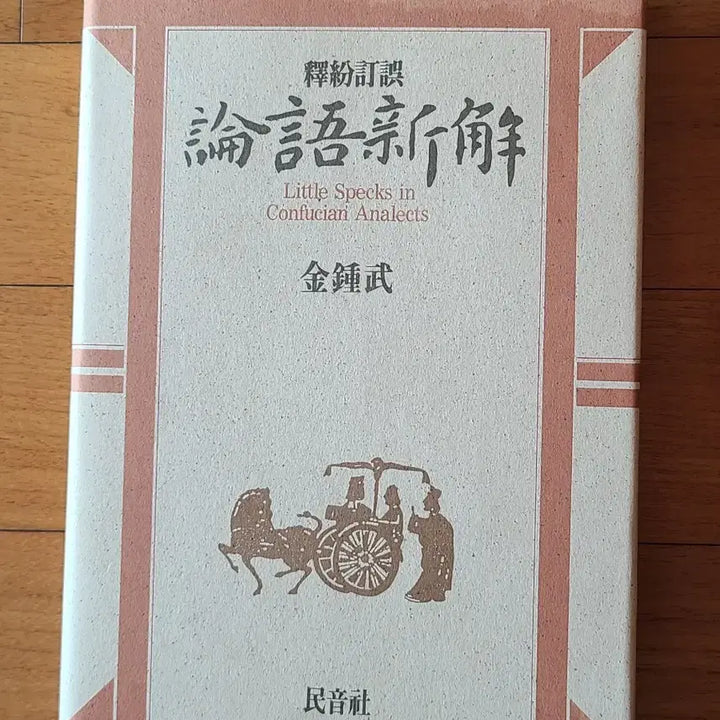 釋紛訂誤
論語新解
Little Specks in
Confucian Analects
金鍾武
民音社